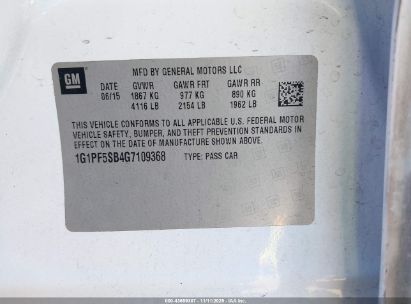 GM
MFD BY GENERAL MOTORS LLC
DATE GVWR GAWR FRT GAWR RR
06/15 1867 KG 977 KG 890 KG
4116 LB 2154 LB 1962 LB
THIS VEHICLE CONFORMS TO ALL APPLICABLE U.S. FEDERAL MOTOR
VEHICLE SAFETY, BUMPER, AND THEFT PREVENTION STANDARDS IN
EFFECT ON THE DATE OF MANUFACTURE SHOWN ABOVE.
1G1PF5SB4G7109368 TYPE: PASS CAR